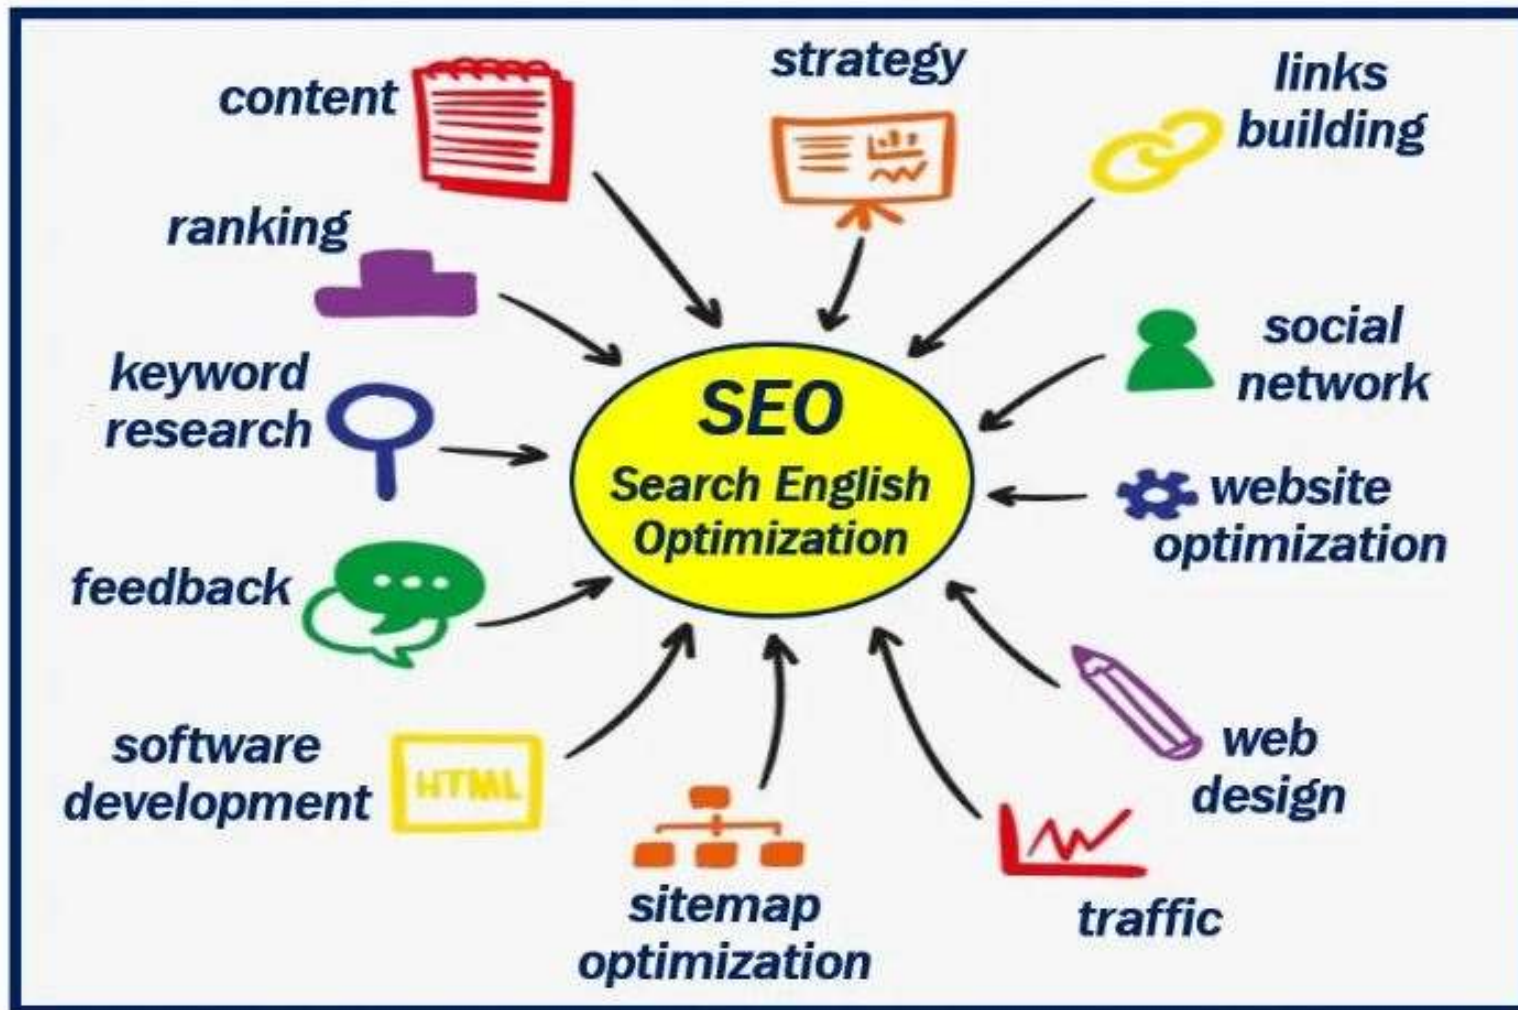 content
strategy
links
building
ranking
social
network
keyword
research
SEO
Search English
Optimization
website
optimization
feedback
software
development
HTML
web
design
sitemap
optimization
traffic